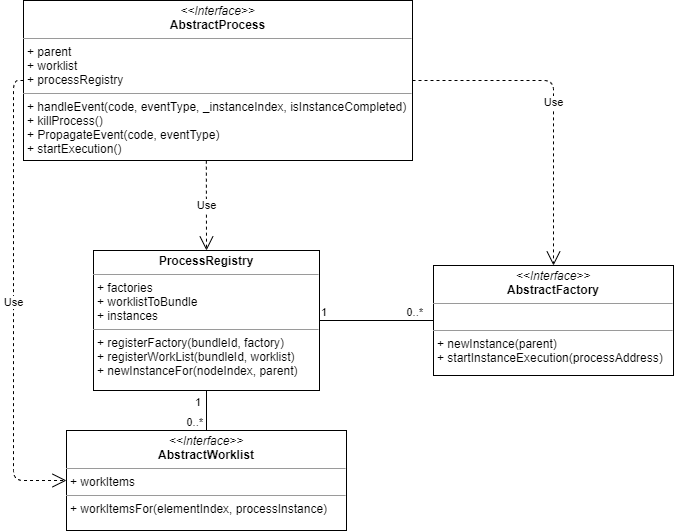 <<Interface>>
AbstractProcess
+ parent
+ worklist
+ processRegistry
+ handleEvent(code, eventType, _instanceIndex, isInstanceCompleted)
+ killProcess()
+ PropagateEvent(code, eventType)
+ startExecution()
Use
Use
Use
ProcessRegistry
+ factories
+ worklistToBundle
+ instances
+ registerFactory(bundleId, factory)
+ registerWorkList(bundleId, worklist)
+ newInstanceFor(nodeIndex, parent)
1
0..*
<<Interface>>
AbstractFactory
+ newInstance(parent)
+ startInstanceExecution(processAddress)
1
0..*
<<Interface>>
AbstractWorklist
+ workItems
+ workItemsFor(elementIndex, processInstance)